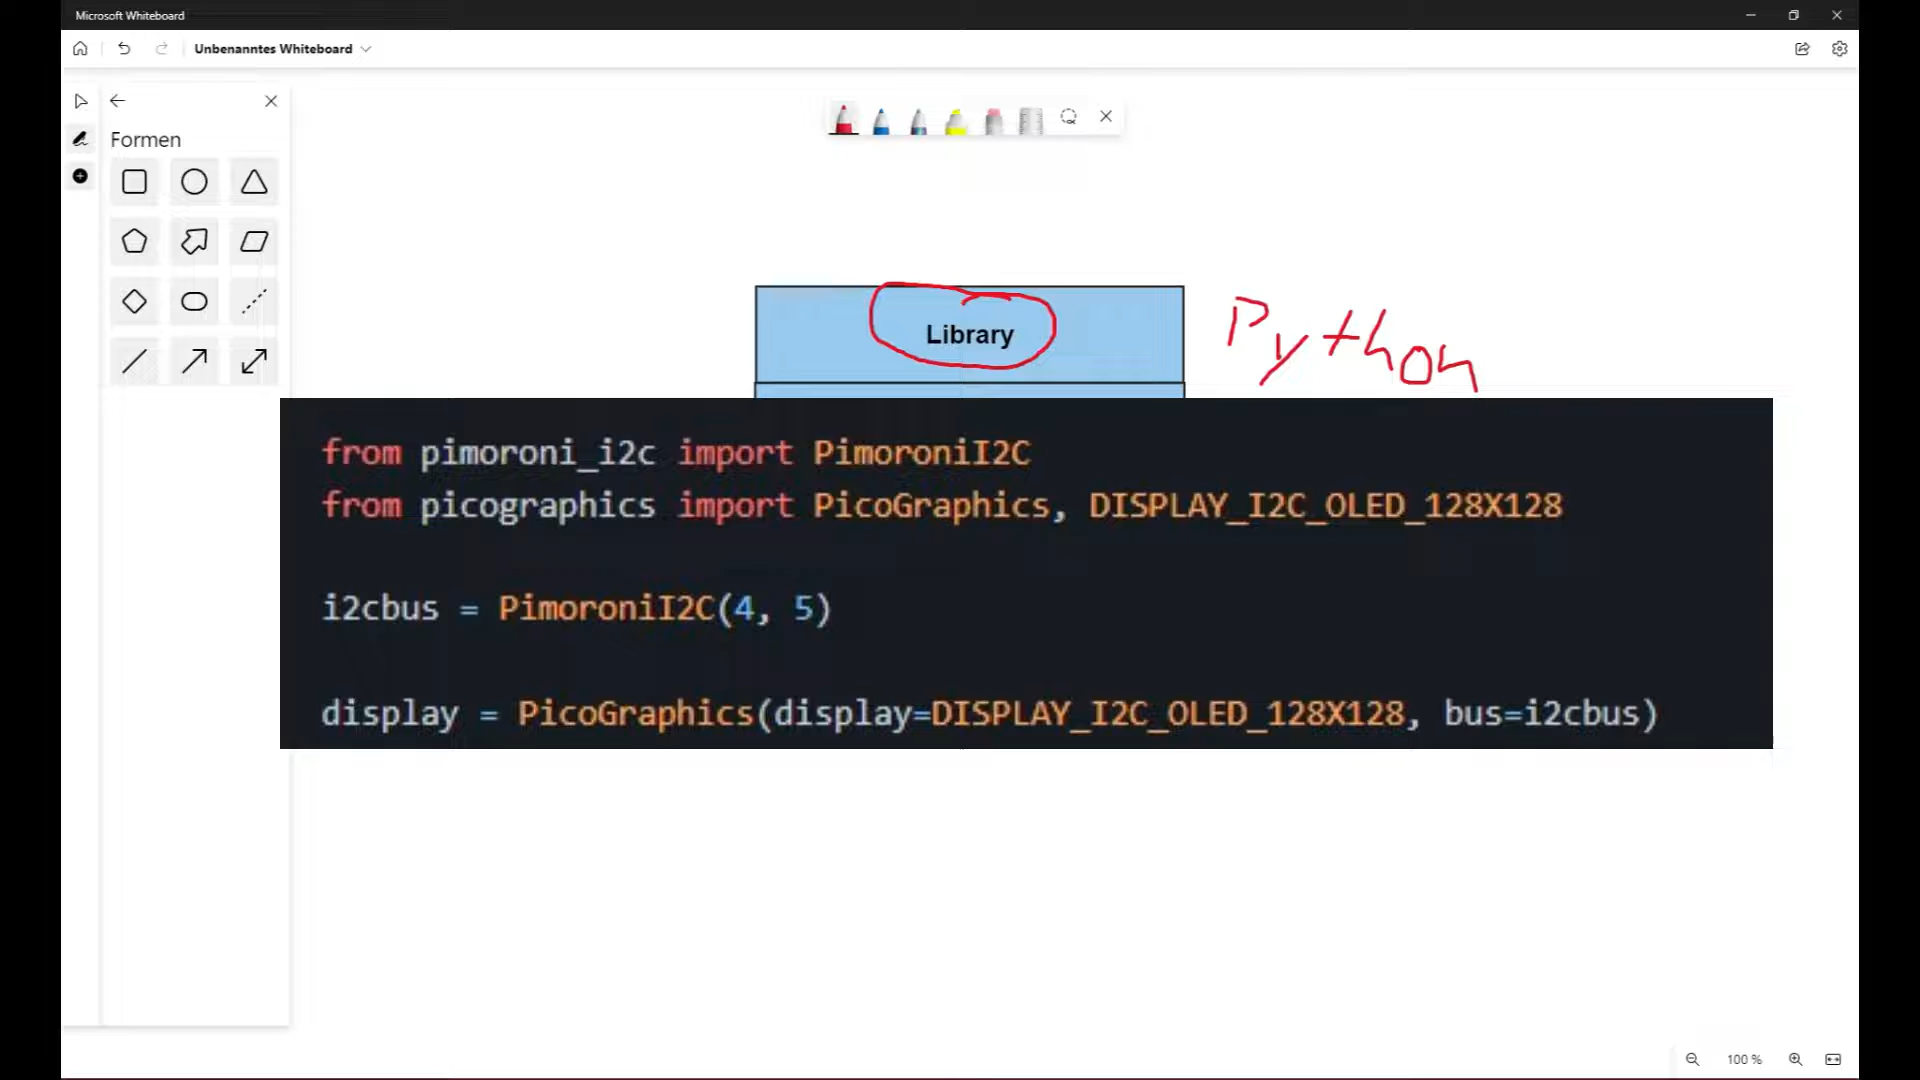 Microsoft Whiteboard
Unbenanntes Whiteboard
Formen
Library
Python
from pimoroni_i2c import PimoroniI2C
from picographics import PicoGraphics, DISPLAY_I2C_OLED_128X128
i2cbus = PimoroniI2C(4, 5)
display = PicoGraphics(display=DISPLAY_I2C_OLED_128X128, bus=i2cbus)
100 %